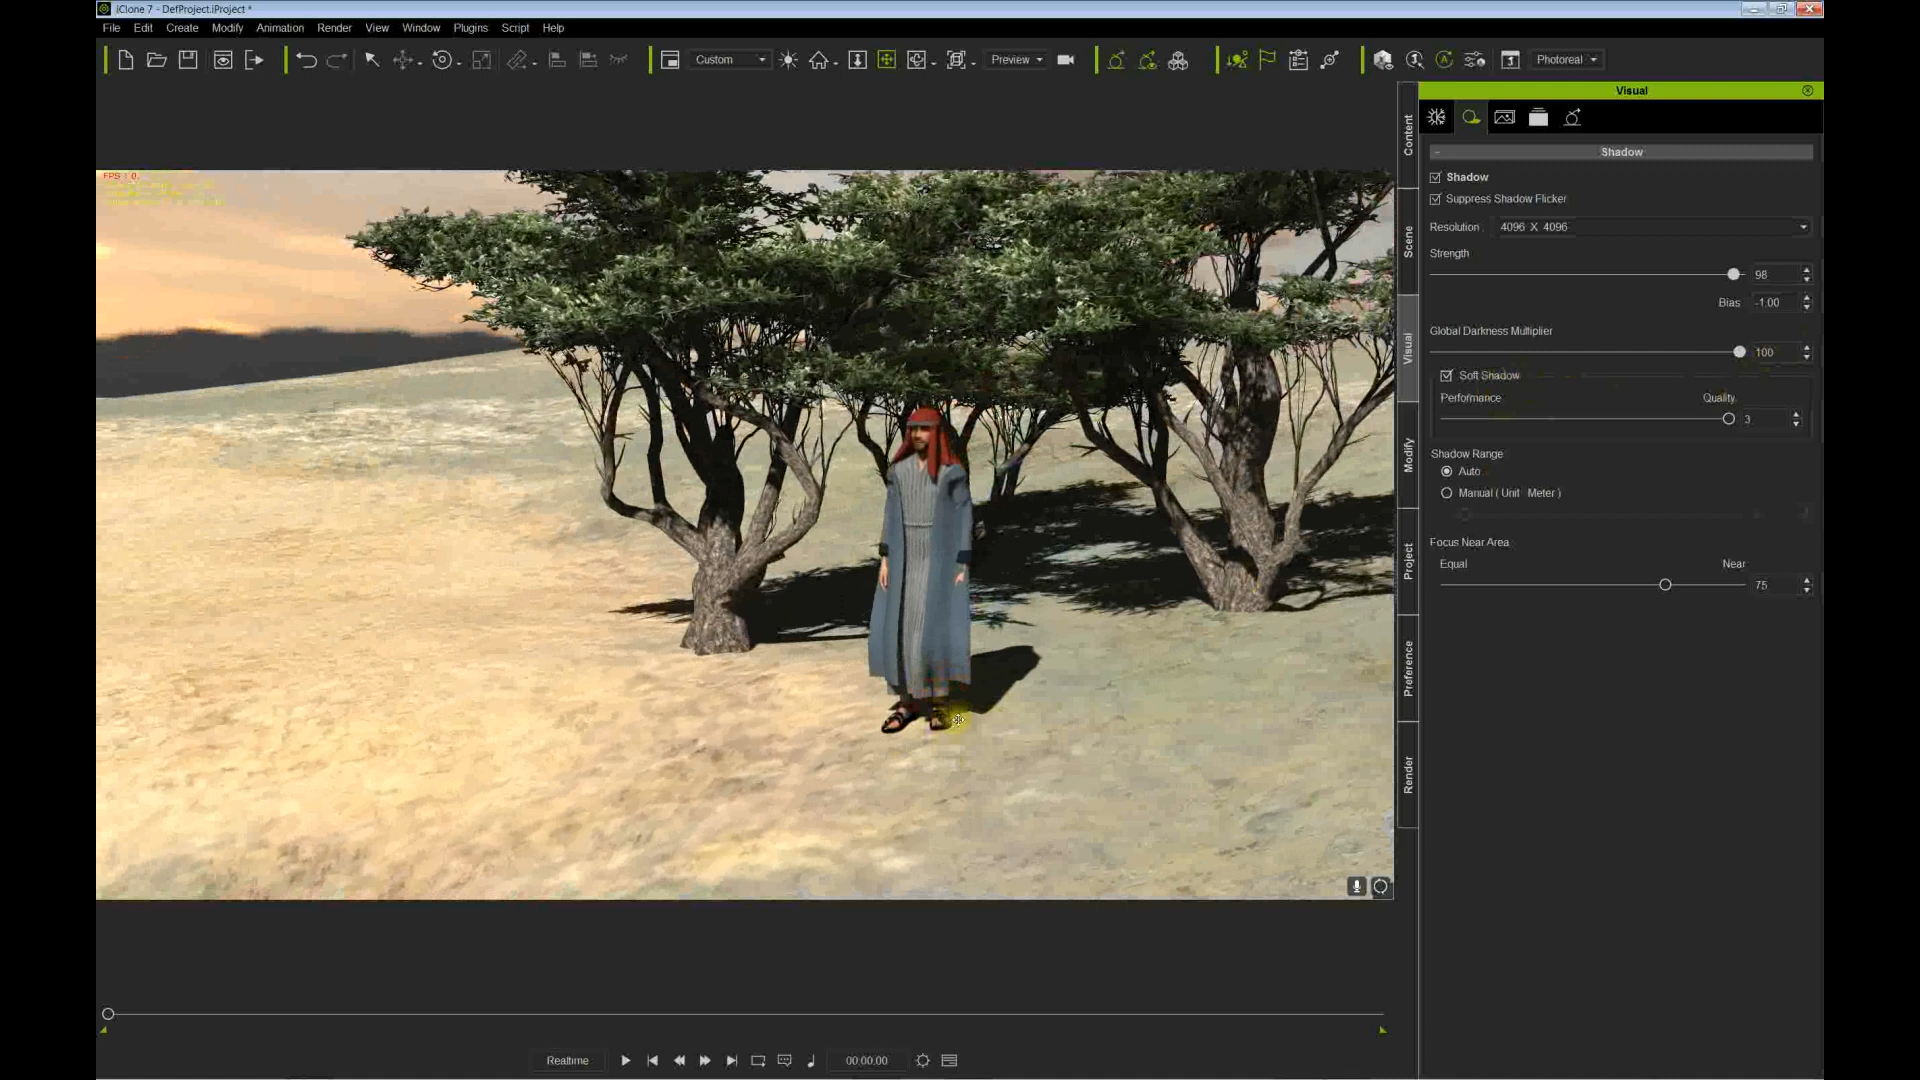 iClone 7 - DefProject.iProject *
File Edit Create Modify Animation Render View Window Plugins Script Help
Custom Preview Photoreal
Visual
Content
Scene
Visual
Modify
Project
Preference
Render
Shadow
Shadow
Suppress Shadow Flicker
Resolution : 4096 X 4096
Strength
98
Bias -1.00
Global Darkness Multiplier
100
Soft Shadow
Performance Quality
3
Shadow Range
Auto
Manual ( Unit Meter )
Focus Near Area
Equal Near
75
FPS 1.0
Realtime 00:00.00